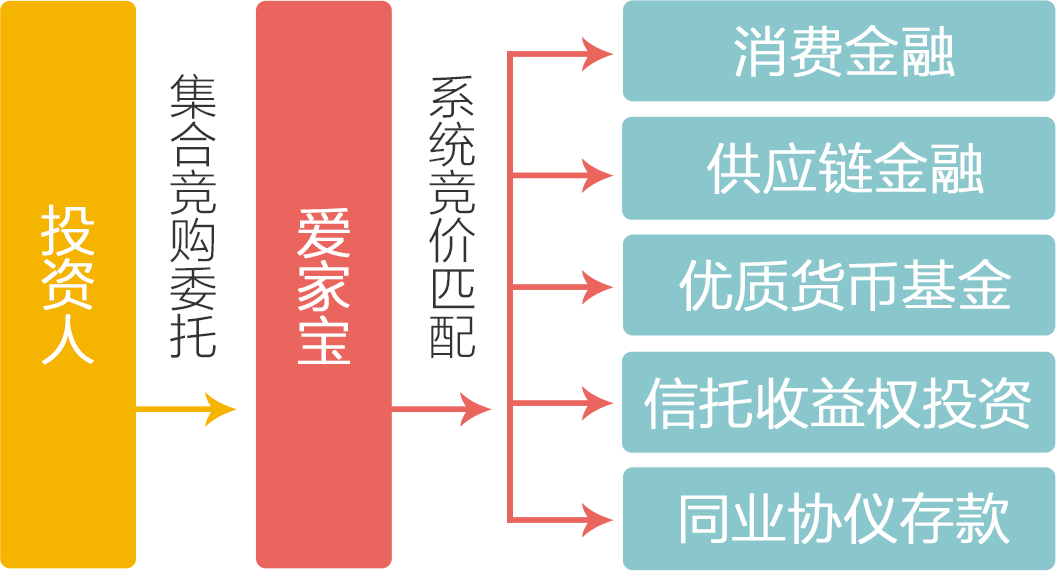 投资人
集合竞购委托
爱家宝
系统竞价匹配
消费金融
供应链金融
优质货币基金
信托收益权投资
同业协仪存款